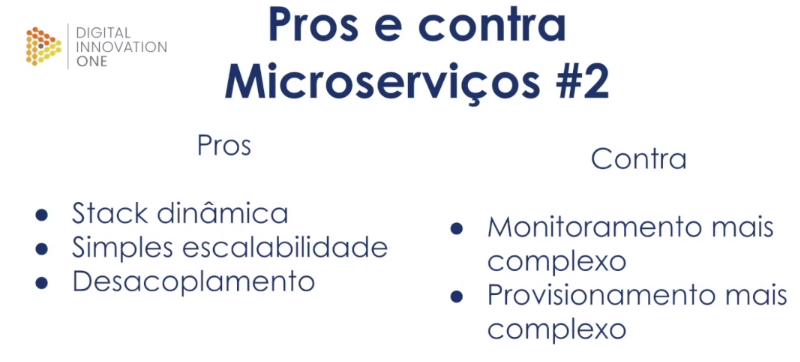 DIGITAL
INNOVATION
ONE
Pros e contra
Microserviços #2
Pros
● Stack dinâmica
● Simples escalabilidade
● Desacoplamento
Contra
● Monitoramento mais
complexo
● Provisionamento mais
complexo